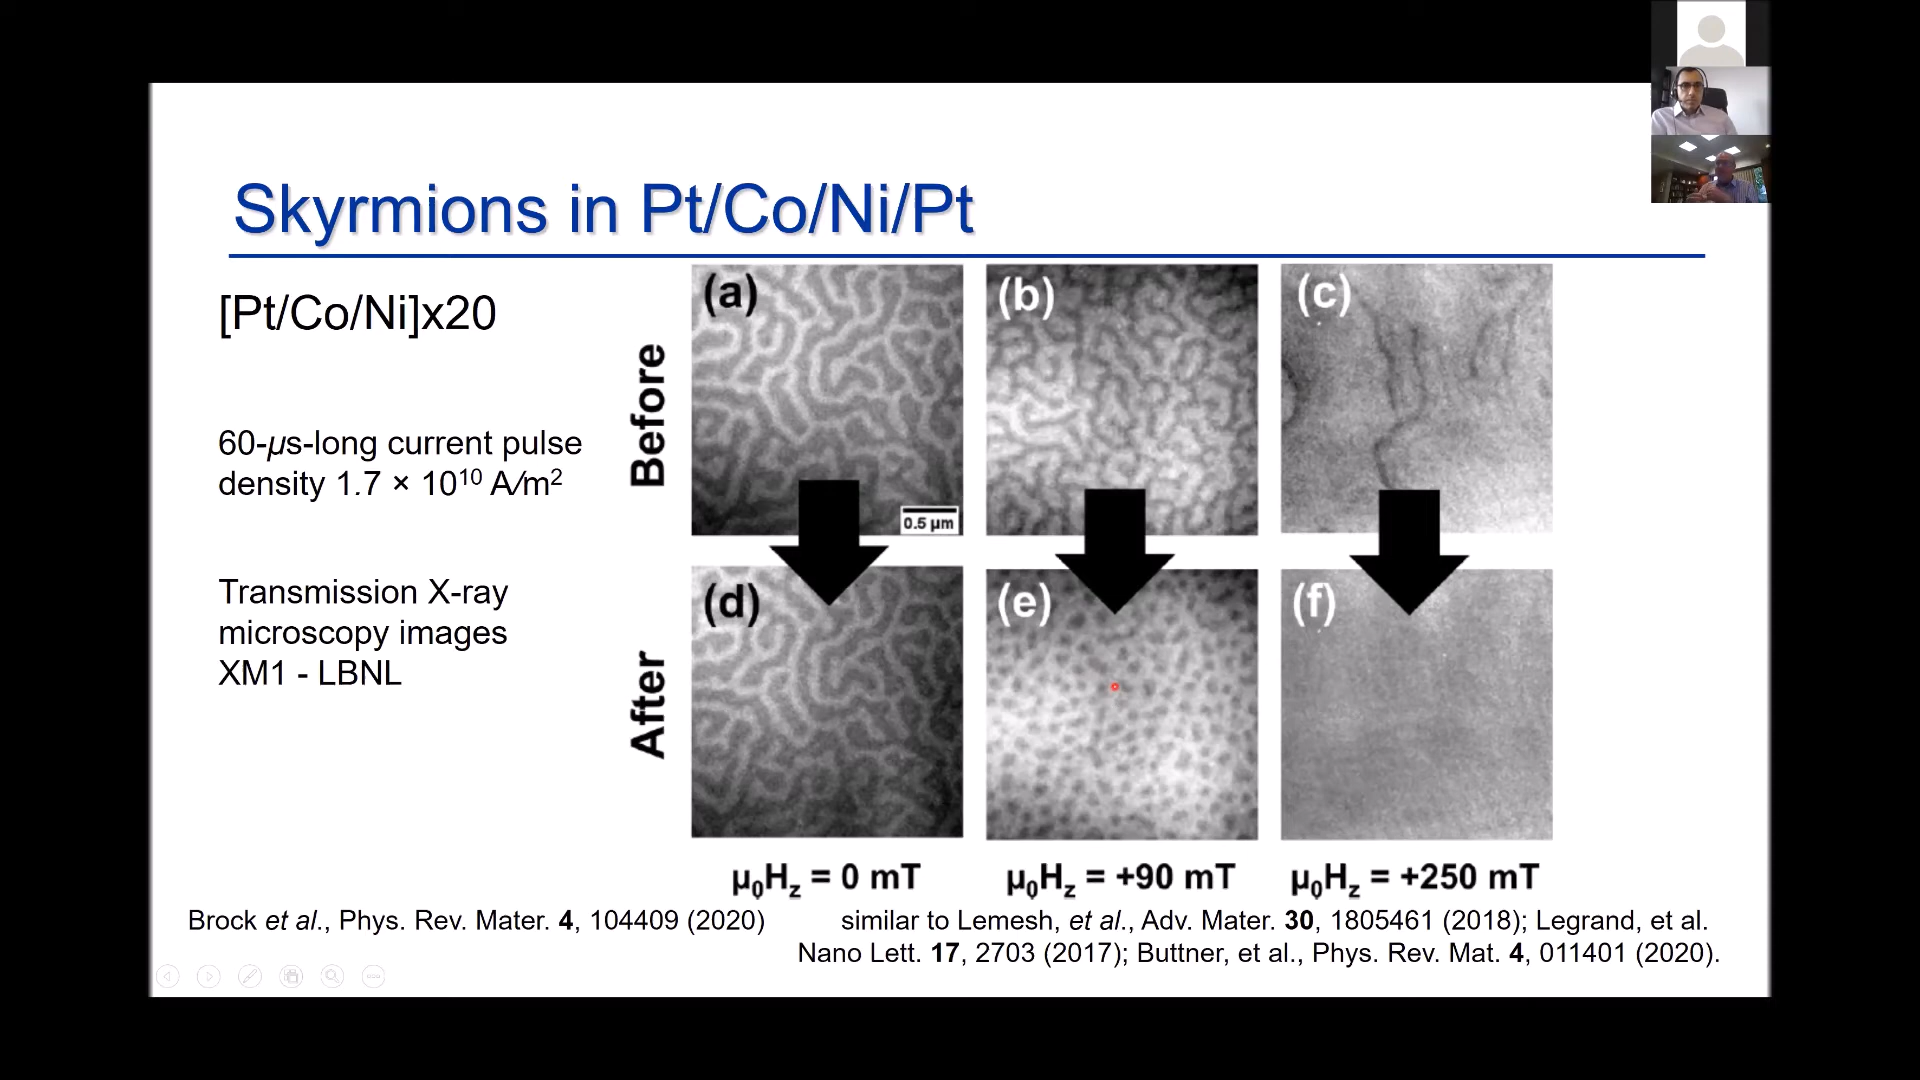 Skyrmions in Pt/Co/Ni/Pt
[Pt/Co/Ni]x20
60-µs-long current pulse
density 1.7 × 10¹⁰ A/m²
Transmission X-ray
microscopy images
XM1 - LBNL
Before
After
(a)
(b)
(c)
0.5 µm
(d)
(e)
(f)
µ₀H_z = 0 mT
µ₀H_z = +90 mT
µ₀H_z = +250 mT
Brock et al., Phys. Rev. Mater. 4, 104409 (2020)
similar to Lemesh, et al., Adv. Mater. 30, 1805461 (2018); Legrand, et al.
Nano Lett. 17, 2703 (2017); Buttner, et al., Phys. Rev. Mat. 4, 011401 (2020).